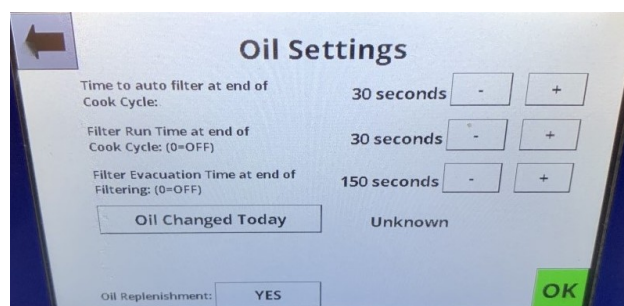 Oil Settings
Time to auto filter at end of
Cook Cycle:
30 seconds - +
Filter Run Time at end of
Cook Cycle: (0=OFF)
30 seconds - +
Filter Evacuation Time at end of
Filtering: (0=OFF)
150 seconds - +
Oil Changed Today Unknown
Oil Replenishment: YES
OK